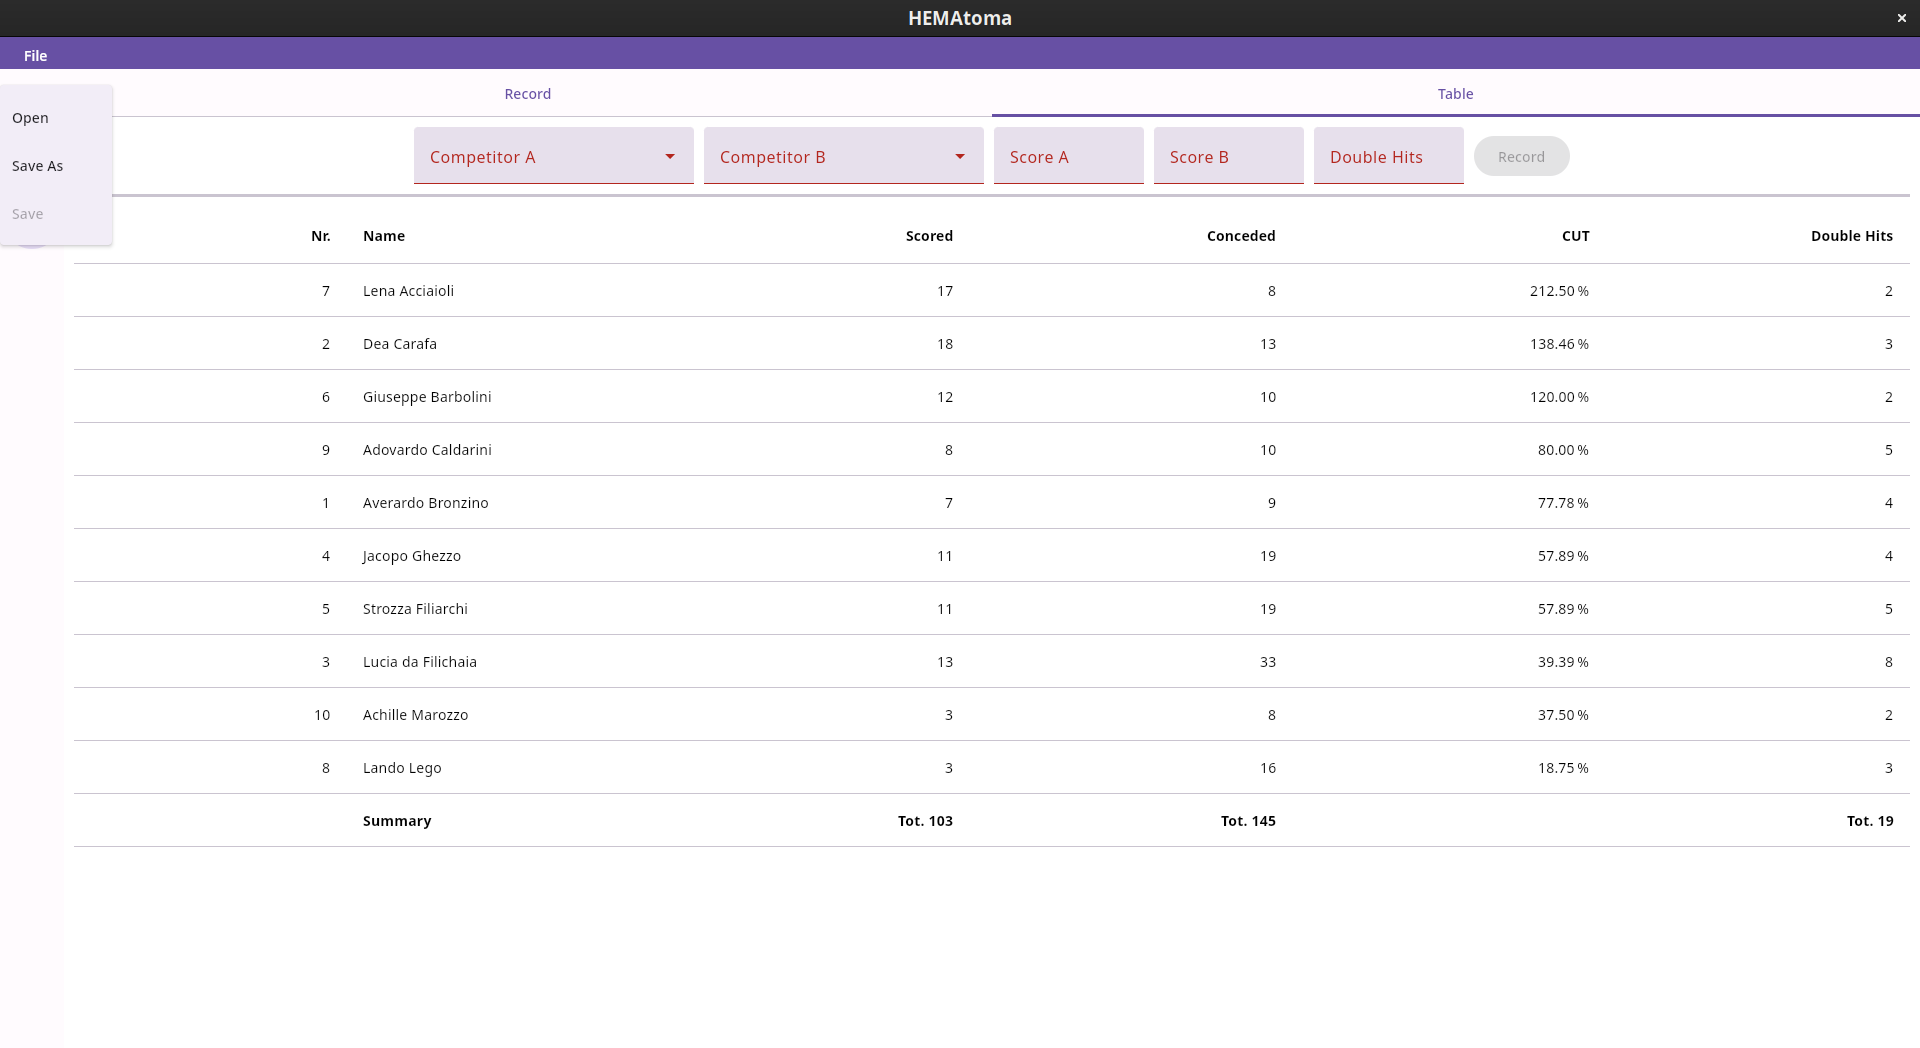 HEMAtoma
File
Record Table
Open
Save As
Save
Competitor A Competitor B Score A Score B Double Hits Record
Nr. Name Scored Conceded CUT Double Hits
7 Lena Acciaioli 17 8 212.50 % 2
2 Dea Carafa 18 13 138.46 % 3
6 Giuseppe Barbolini 12 10 120.00 % 2
9 Adovardo Caldarini 8 10 80.00 % 5
1 Averardo Bronzino 7 9 77.78 % 4
4 Jacopo Ghezzo 11 19 57.89 % 4
5 Strozza Filiarchi 11 19 57.89 % 5
3 Lucia da Filichaia 13 33 39.39 % 8
10 Achille Marozzo 3 8 37.50 % 2
8 Lando Lego 3 16 18.75 % 3
Summary Tot. 103 Tot. 145 Tot. 19